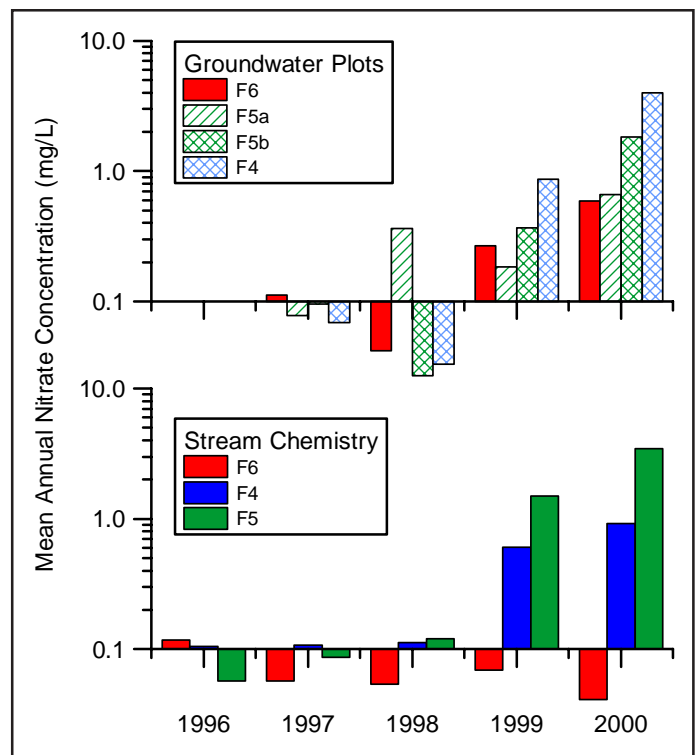 Mean Annual Nitrate Concentration (mg/L)
10.0
1.0
0.1
Groundwater Plots
F6
F5a
F5b
F4
10.0
1.0
0.1
Stream Chemistry
F6
F4
F5
1996 1997 1998 1999 2000